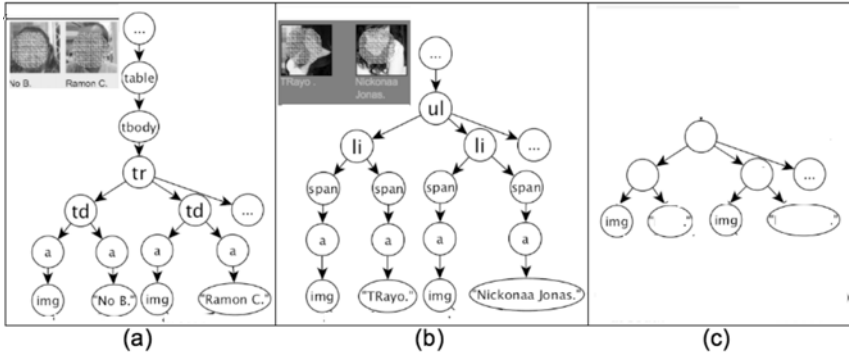 ...
table
tbody
tr
td
td
...
a
a
a
a
img
"No B."
img
"Ramon C."
No B.
Ramon C.
(a)
...
ul
li
li
...
span
span
span
span
a
a
a
a
img
"TRayo."
img
"Nickonaa Jonas."
TRayo .
Nickonaa
Jonas.
(b)
...
img
" ."
img
" ."
(c)